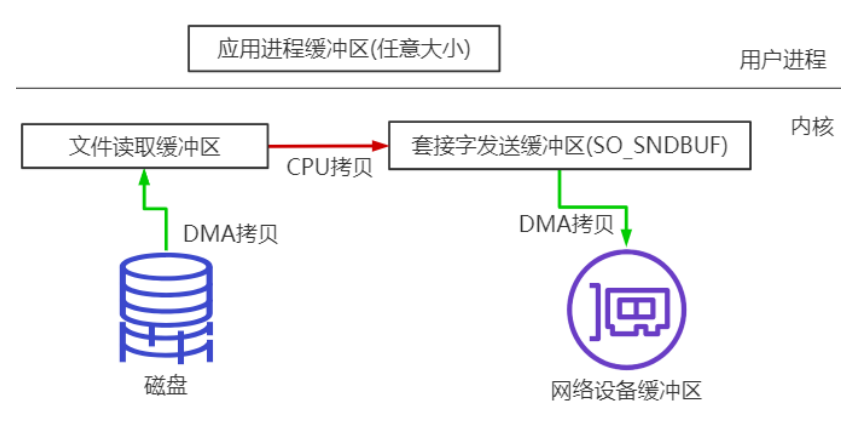 应用进程缓冲区(任意大小)
用户进程
内核
文件读取缓冲区
CPU拷贝
套接字发送缓冲区(SO_SNDBUF)
DMA拷贝
DMA拷贝
磁盘
网络设备缓冲区